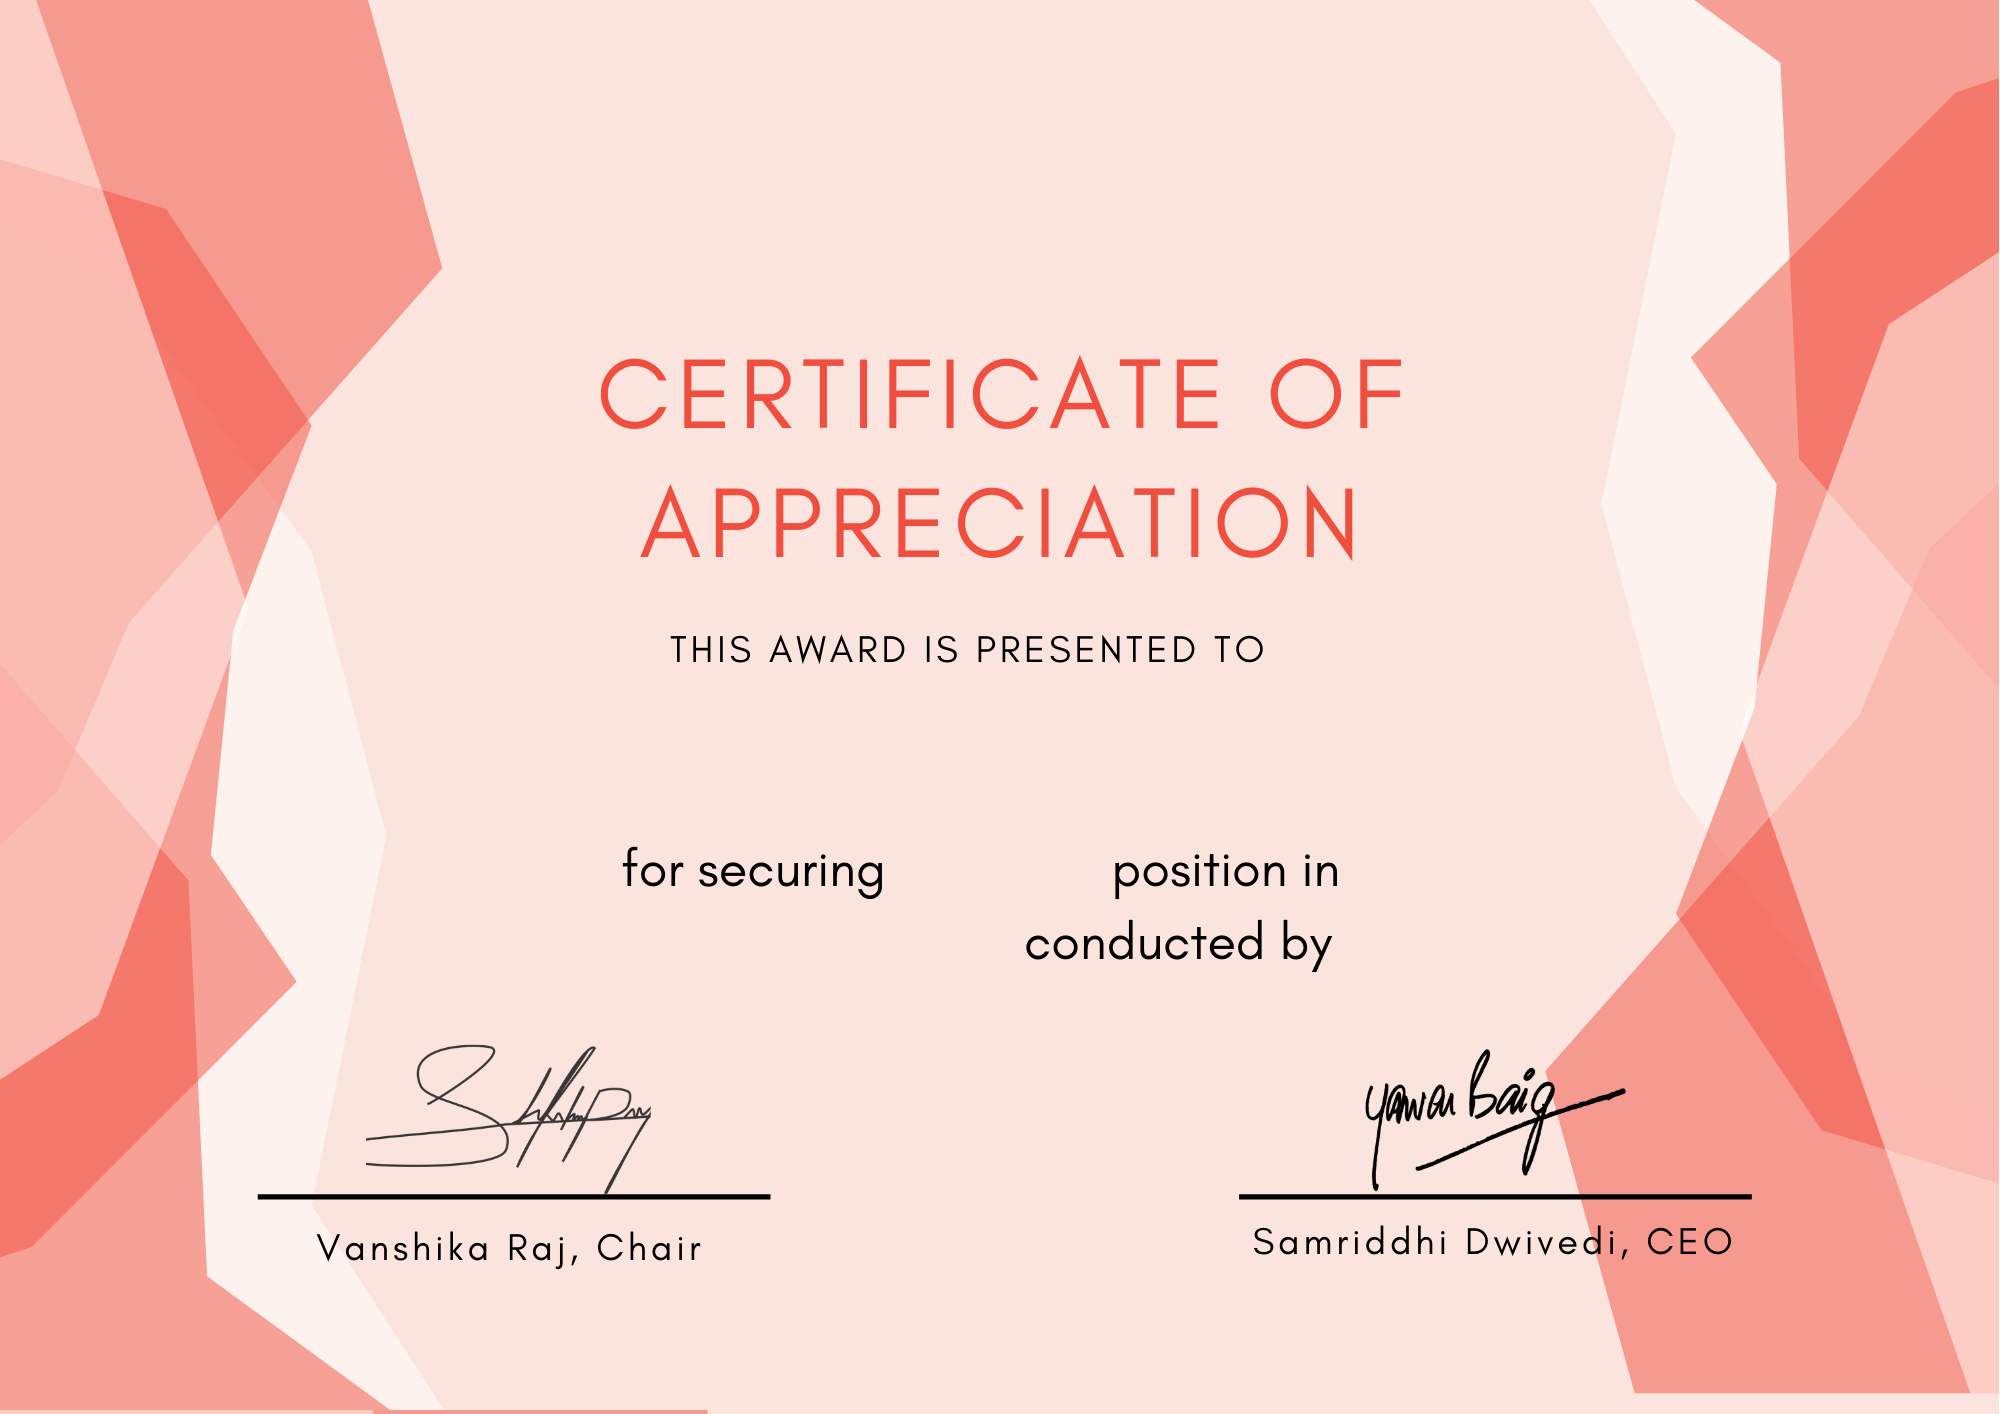 CERTIFICATE OF
APPRECIATION
THIS AWARD IS PRESENTED TO
for securing position in
conducted by
Yawar Baig
Vanshika Raj, Chair
Samriddhi Dwivedi, CEO